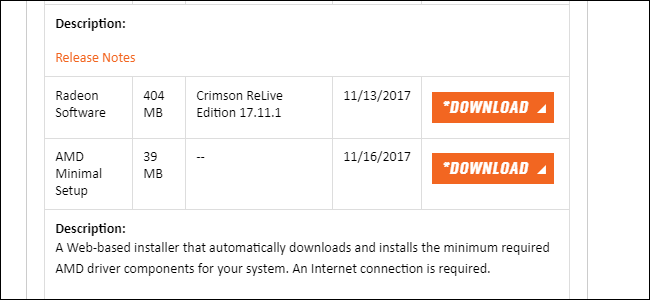 Description:
Release Notes
Radeon Software 404 MB Crimson ReLive Edition 17.11.1 11/13/2017 *DOWNLOAD
AMD Minimal Setup 39 MB -- 11/16/2017 *DOWNLOAD
Description:
A Web-based installer that automatically downloads and installs the minimum required
AMD driver components for your system. An Internet connection is required.